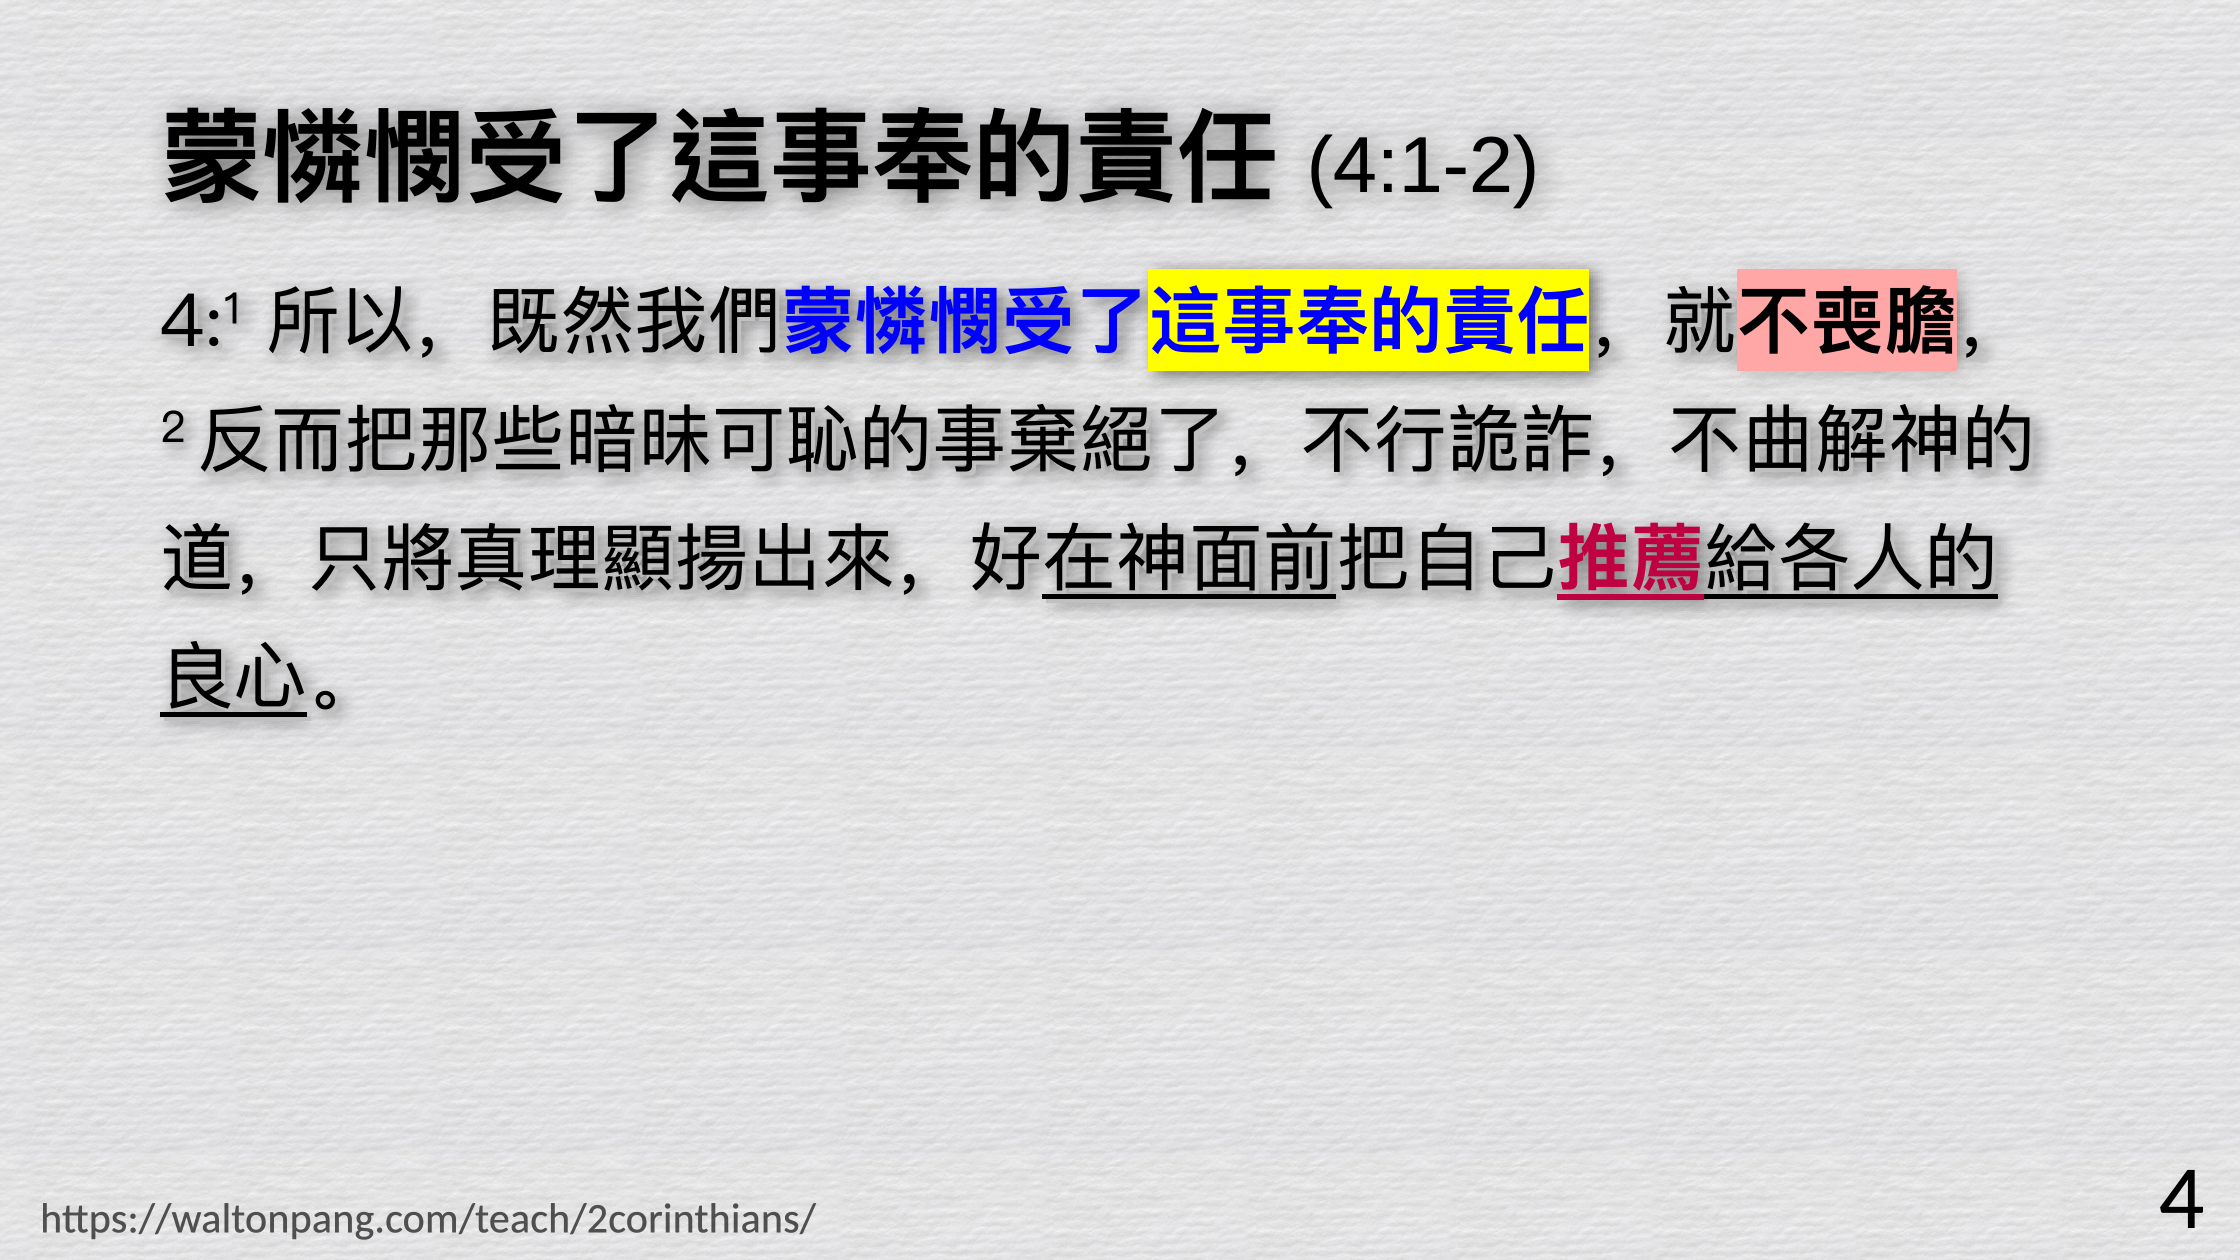 蒙憐憫受了這事奉的責任 (4:1-2)
4:1 所以，既然我們蒙憐憫受了這事奉的責任，就不喪膽，
2 反而把那些暗昧可恥的事棄絕了，不行詭詐，不曲解神的
道，只將真理顯揚出來，好在神面前把自己推薦給各人的
良心。
https://waltonpang.com/teach/2corinthians/
4